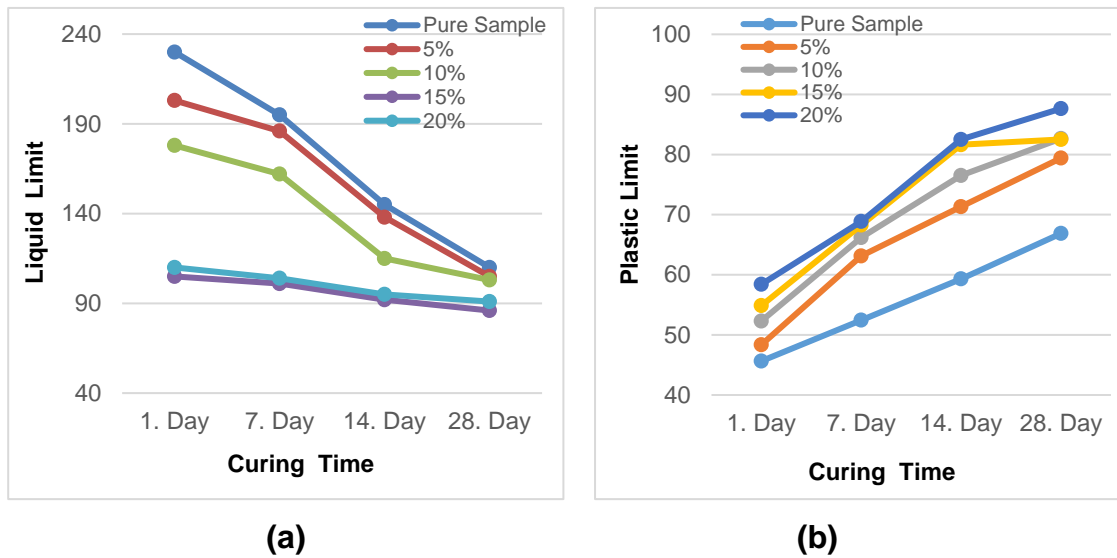 240
190
140
90
40
Liquid Limit
Pure Sample
5%
10%
15%
20%
1. Day 7. Day 14. Day 28. Day
Curing Time
(a)
100
90
80
70
60
50
40
Plastic Limit
Pure Sample
5%
10%
15%
20%
1. Day 7. Day 14. Day 28. Day
Curing Time
(b)